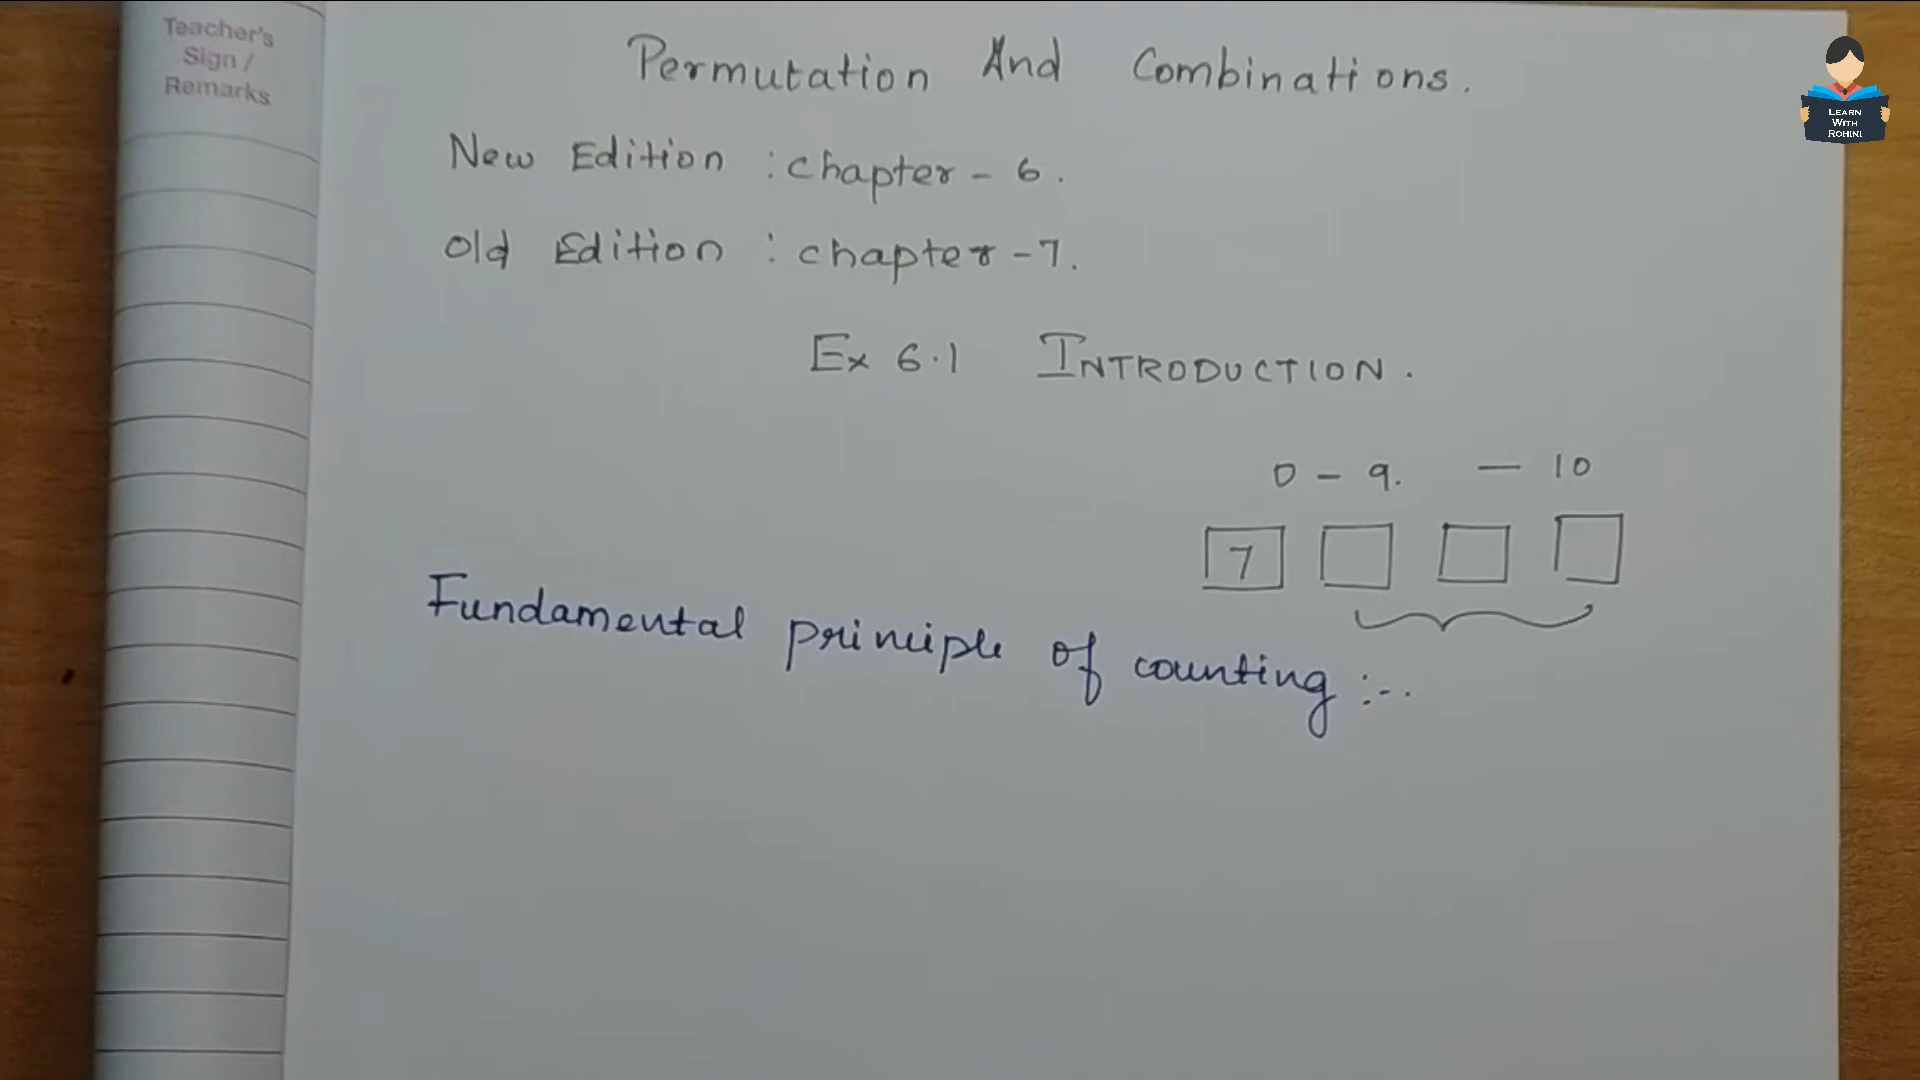 Teacher's
Sign /
Remarks
Permutation And Combinations.
LEARN
WITH
ROHINI
New Edition : chapter - 6.
Old Edition : chapter - 7.
Ex 6.1 INTRODUCTION.
0 - 9. — 10
7
Fundamental principle of counting :-..